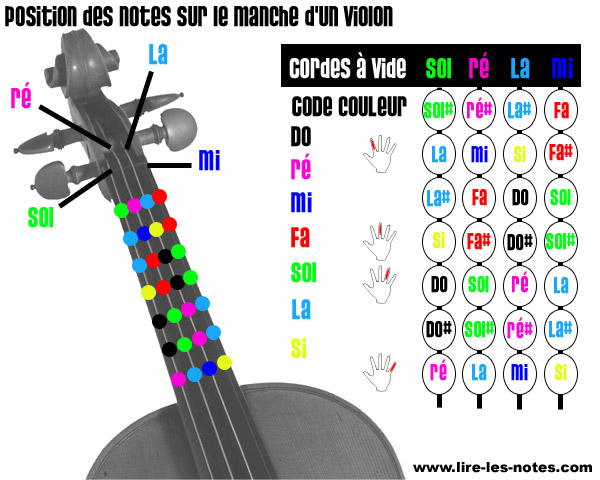 Position des notes sur le manche d'un violon
La
ré
mi
sol
Cordes à vide sol ré La mi
Code couleur
Do
ré
mi
Fa
sol
La
si
sol# ré# La# Fa
La mi si Fa#
La# Fa Do sol
si Fa# Do# sol#
Do sol ré La
Do# sol# ré# La#
ré La mi si
www.lire-les-notes.com